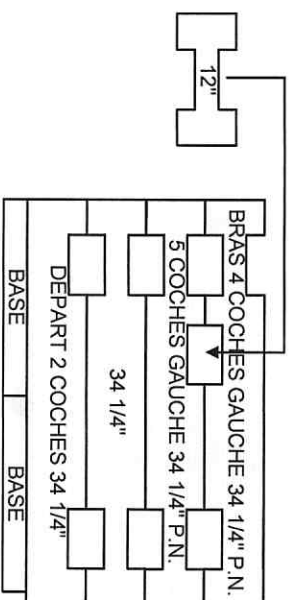 12"
BRAS 4 COCHES GAUCHE 34 1/4" P.N.
5 COCHES GAUCHE 34 1/4" P.N.
34 1/4"
DEPART 2 COCHES 34 1/4"
BASE
BASE